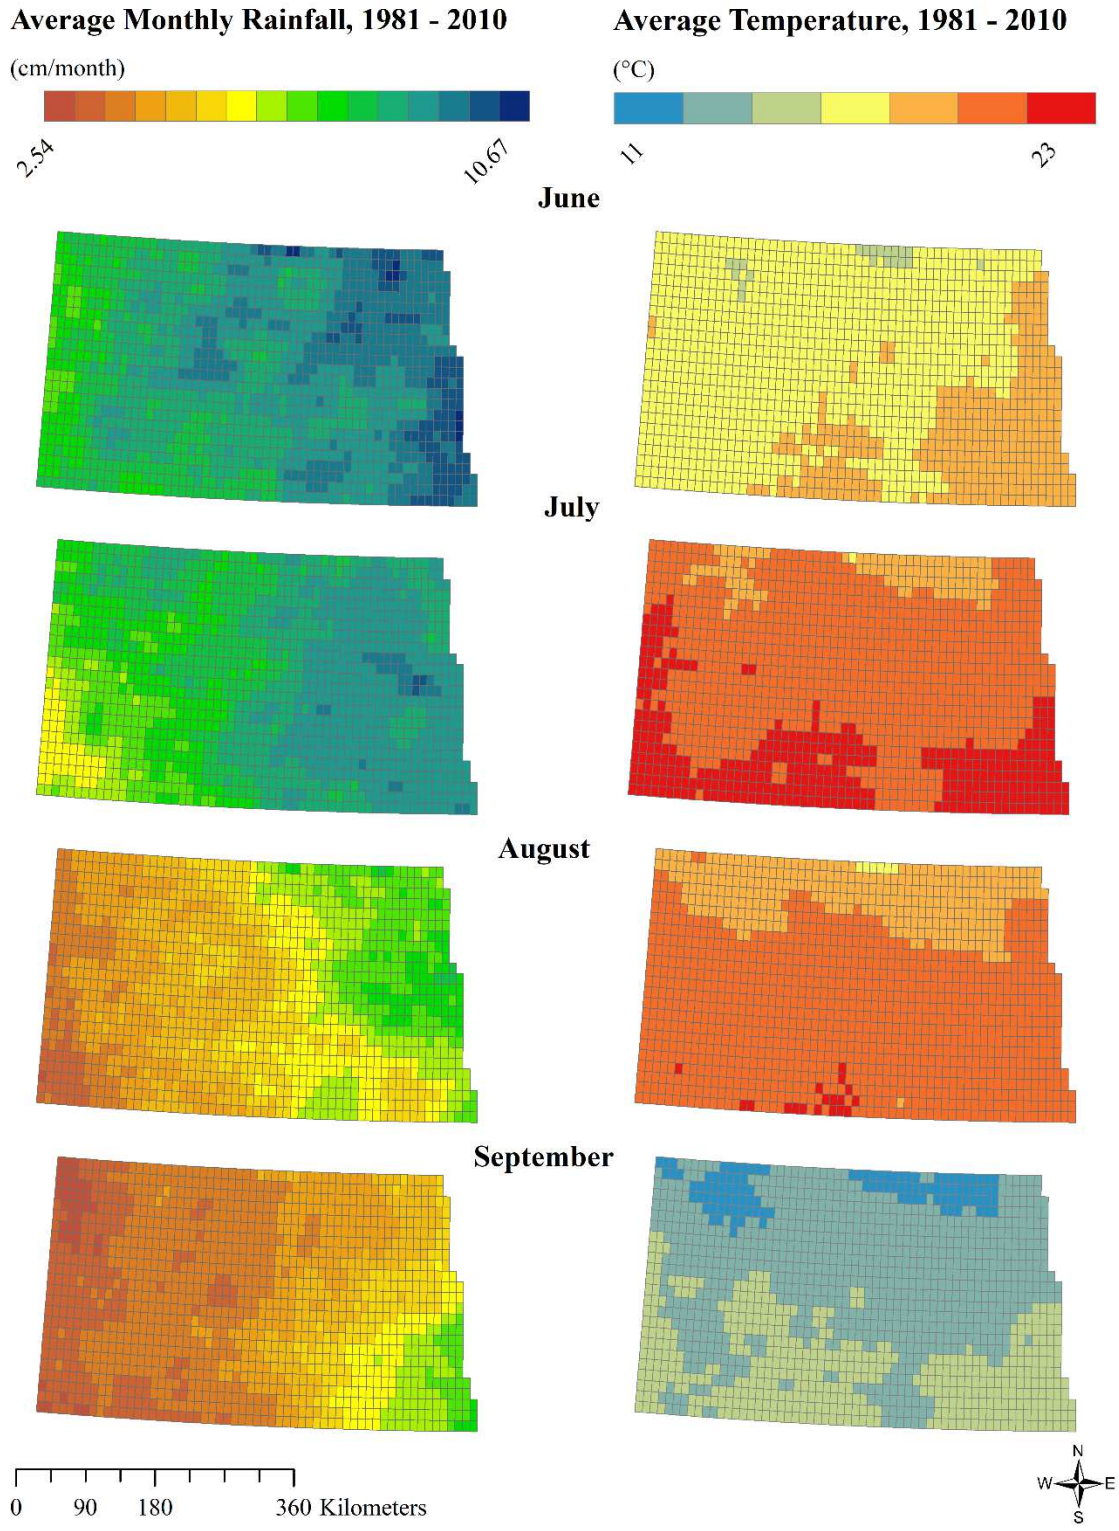 Average Monthly Rainfall, 1981 - 2010
Average Temperature, 1981 - 2010
(cm/month)
(°C)
2.54
10.67
11
23
June
July
August
September
0 90 180 360 Kilometers
N
W E
S